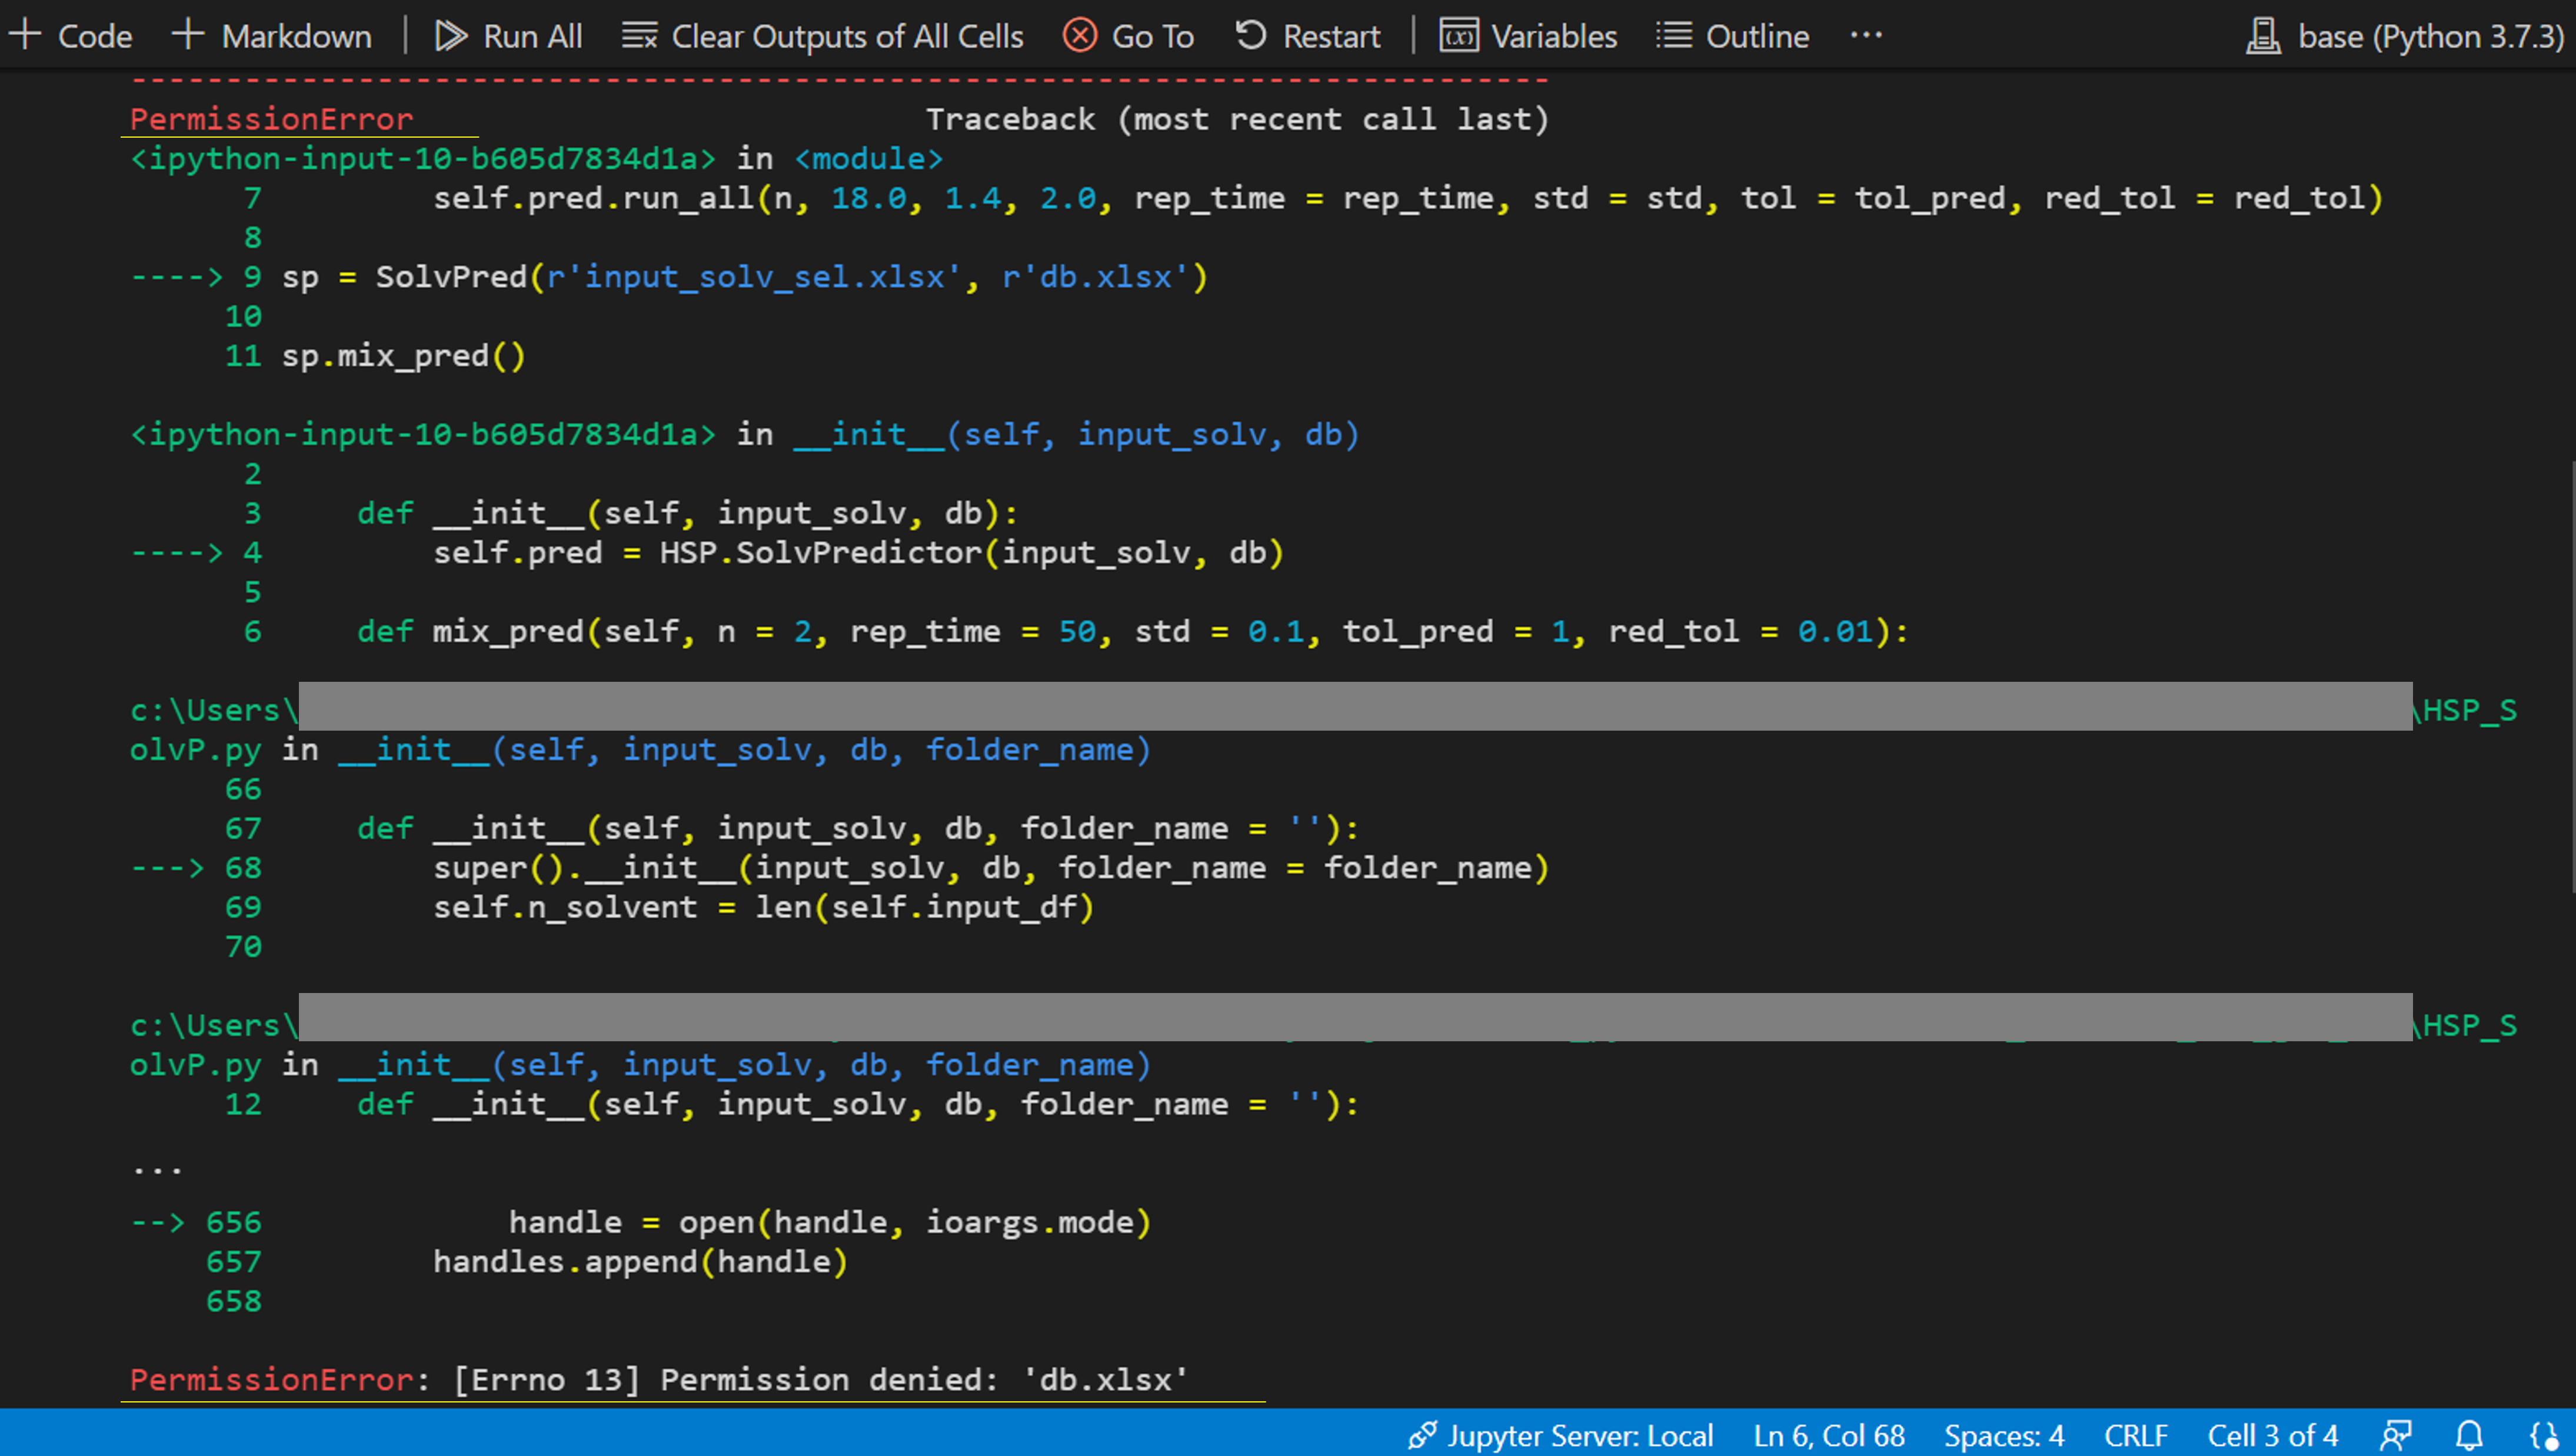 + Code + Markdown | Run All Clear Outputs of All Cells Go To Restart | (x) Variables Outline ... base (Python 3.7.3)
---------------------------------------------------------------------------
PermissionError                           Traceback (most recent call last)
<ipython-input-10-b605d7834d1a> in <module>
      7         self.pred.run_all(n, 18.0, 1.4, 2.0, rep_time = rep_time, std = std, tol = tol_pred, red_tol = red_tol)
      8
----> 9 sp = SolvPred(r'input_solv_sel.xlsx', r'db.xlsx')
     10
     11 sp.mix_pred()
<ipython-input-10-b605d7834d1a> in __init__(self, input_solv, db)
      2
      3     def __init__(self, input_solv, db):
----> 4         self.pred = HSP.SolvPredictor(input_solv, db)
      5
      6     def mix_pred(self, n = 2, rep_time = 50, std = 0.1, tol_pred = 1, red_tol = 0.01):
c:\Users\ \HSP_S
olvP.py in __init__(self, input_solv, db, folder_name)
     66
     67     def __init__(self, input_solv, db, folder_name = ''):
---> 68         super().__init__(input_solv, db, folder_name = folder_name)
     69         self.n_solvent = len(self.input_df)
     70
c:\Users\ \HSP_S
olvP.py in __init__(self, input_solv, db, folder_name)
     12     def __init__(self, input_solv, db, folder_name = ''):
...
--> 656             handle = open(handle, ioargs.mode)
    657         handles.append(handle)
    658
PermissionError: [Errno 13] Permission denied: 'db.xlsx'
Jupyter Server: Local Ln 6, Col 68 Spaces: 4 CRLF Cell 3 of 4